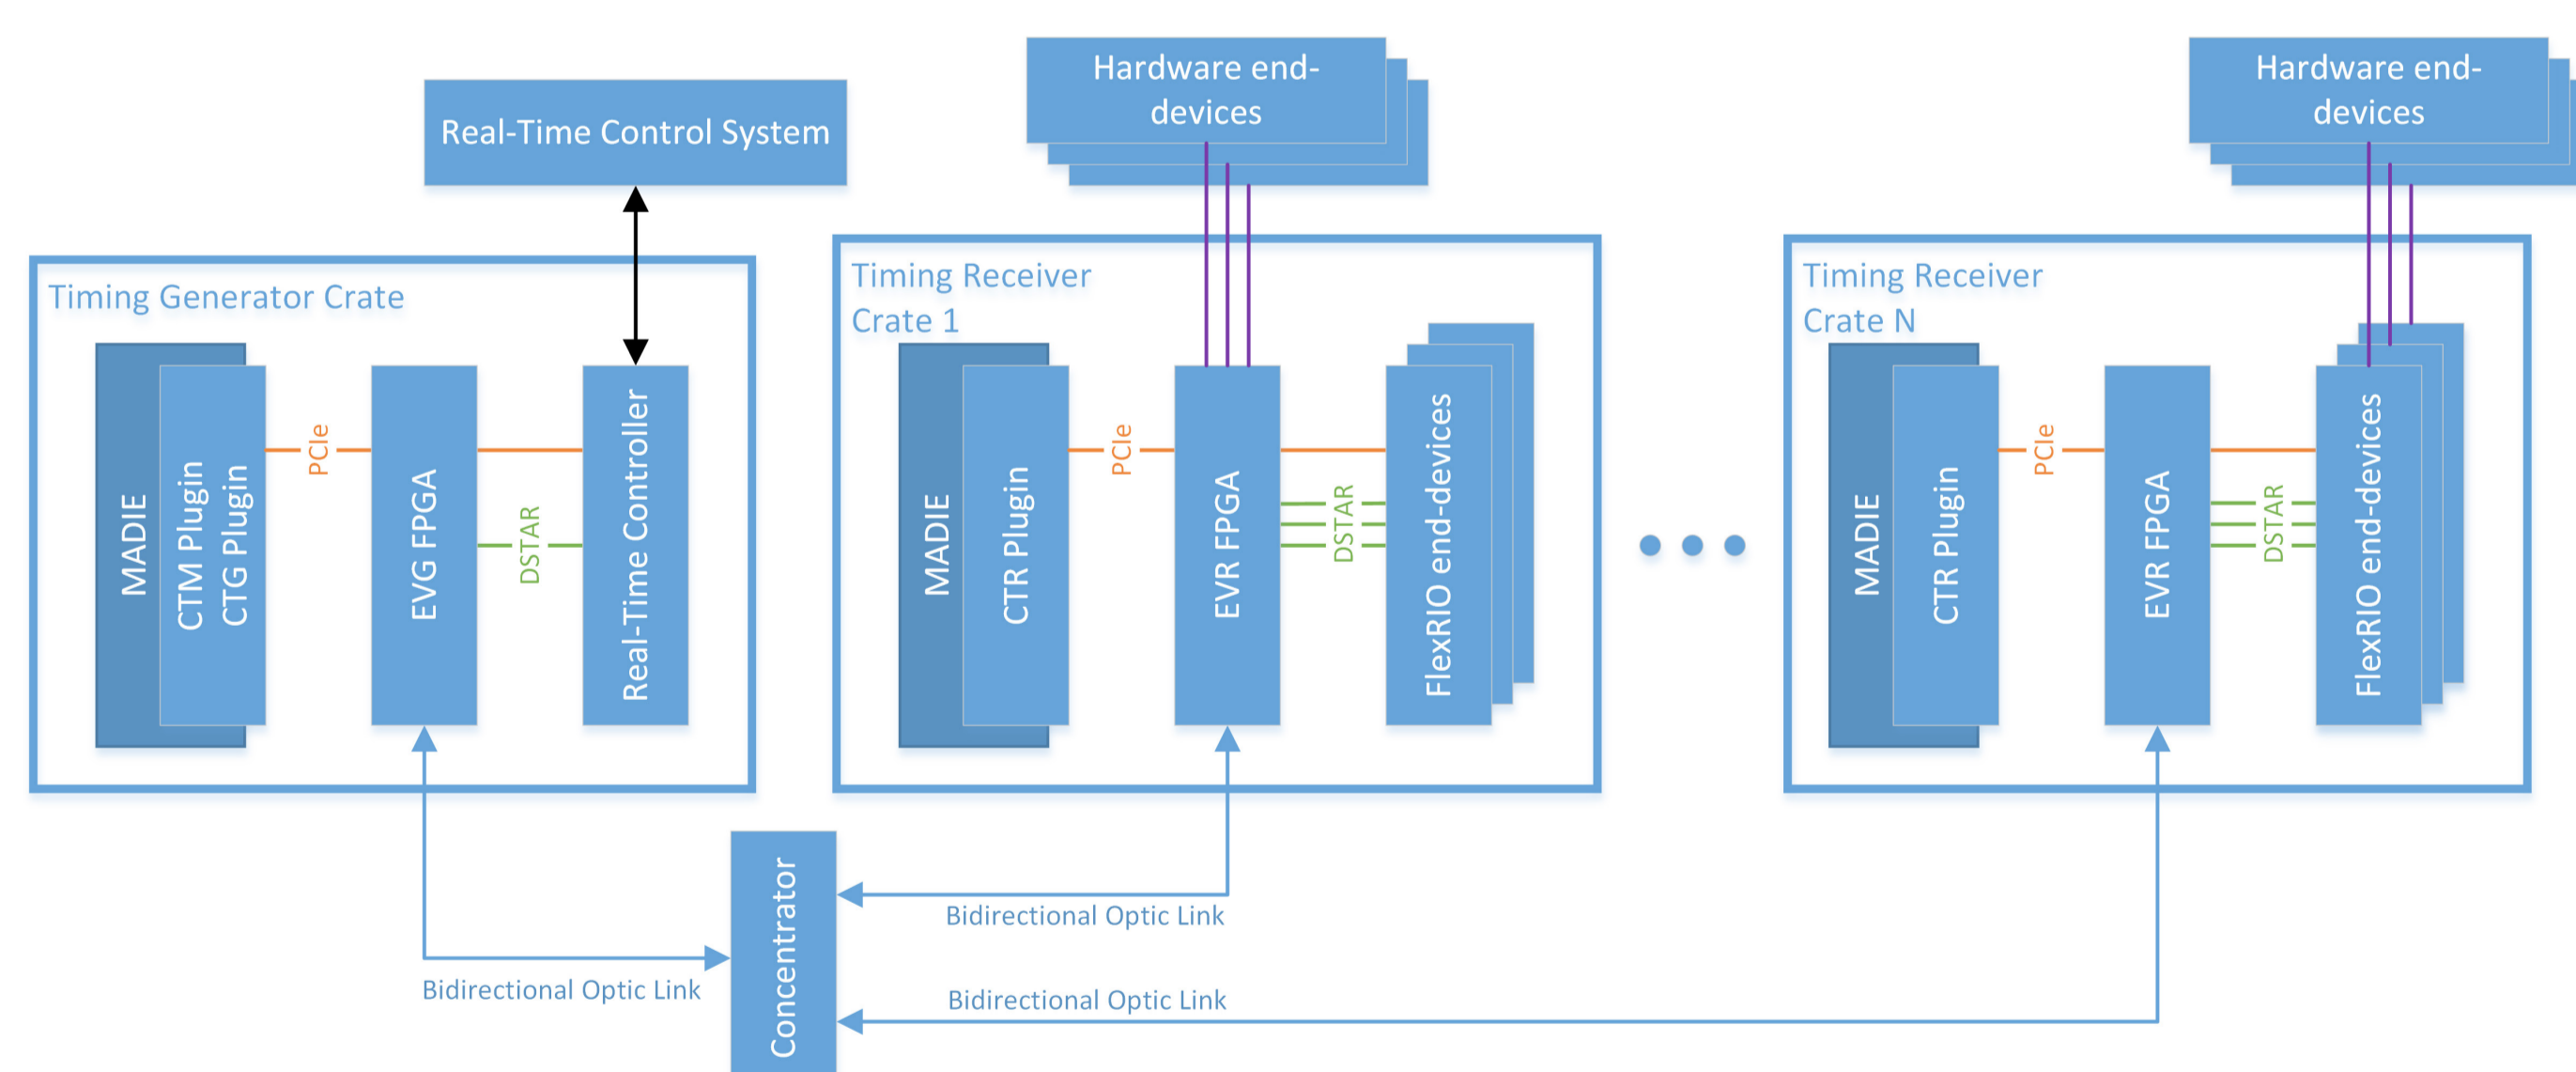 Hardware end-
devices
Hardware end-
devices
Real-Time Control System
Timing Generator Crate
MADIE
CTM Plugin
CTG Plugin
PCIe
EVG FPGA
DSTAR
Real-Time Controller
Timing Receiver
Crate 1
MADIE
CTR Plugin
PCIe
EVR FPGA
DSTAR
FlexRIO end-devices
Timing Receiver
Crate N
MADIE
CTR Plugin
PCIe
EVR FPGA
DSTAR
FlexRIO end-devices
Bidirectional Optic Link
Concentrator
Bidirectional Optic Link
Bidirectional Optic Link